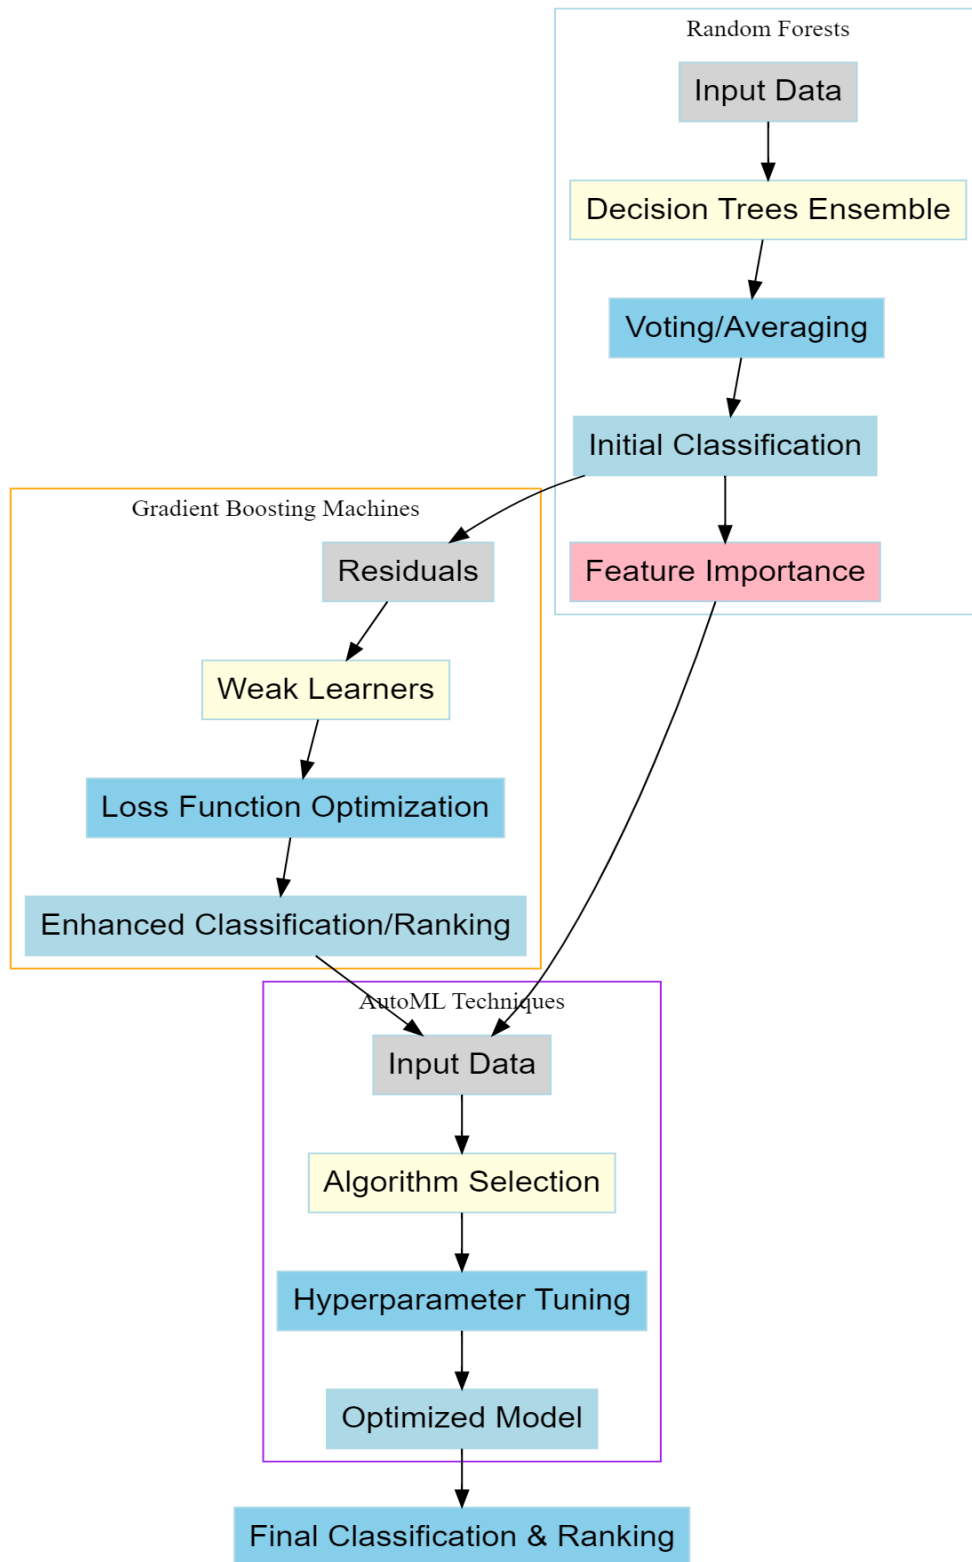 Random Forests
Input Data
Decision Trees Ensemble
Voting/Averaging
Initial Classification
Feature Importance
Gradient Boosting Machines
Residuals
Weak Learners
Loss Function Optimization
Enhanced Classification/Ranking
AutoML Techniques
Input Data
Algorithm Selection
Hyperparameter Tuning
Optimized Model
Final Classification & Ranking